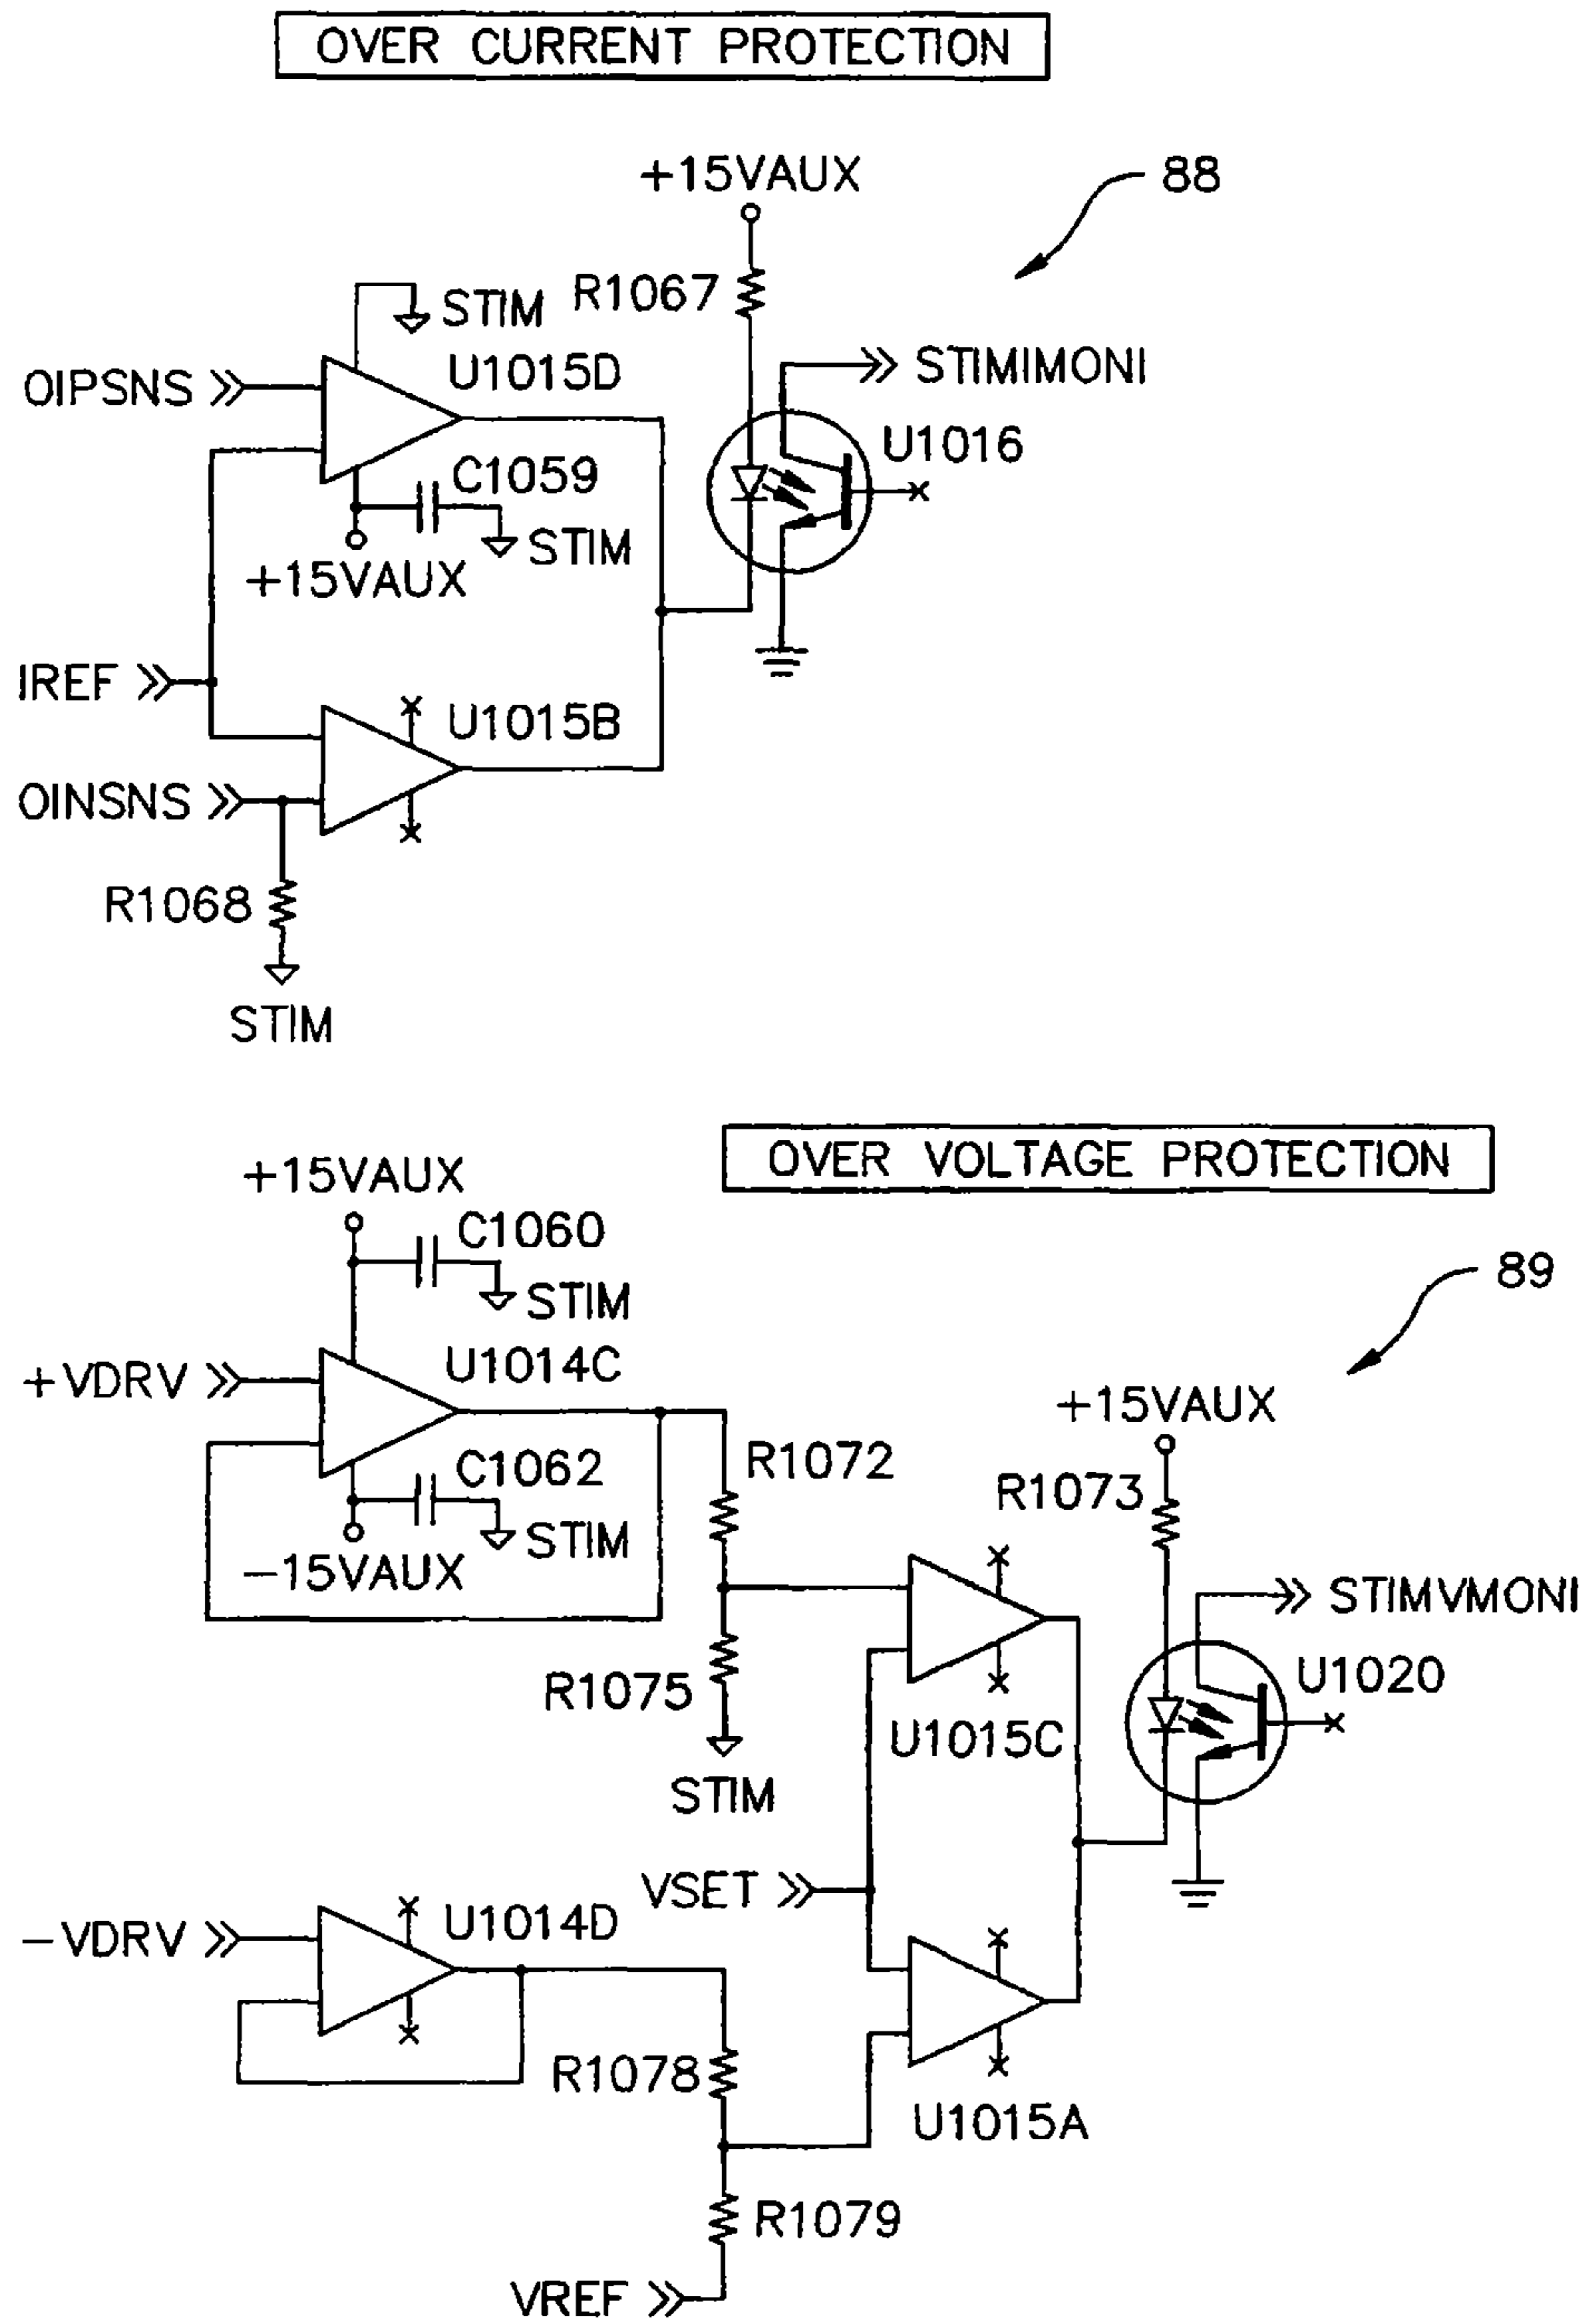 OVER CURRENT PROTECTION
+15VAUX
88
STIM
R1067
OIPSNS
U1015D
STIMIMONI
U1016
C1059
STIM
+15VAUX
IREF
U1015B
OINSNS
R1068
STIM
OVER VOLTAGE PROTECTION
+15VAUX
C1060
STIM
89
+VDRV
U1014C
+15VAUX
R1072
C1062
R1073
STIM
-15VAUX
STIMVMONI
R1075
U1020
U1015C
STIM
VSET
-VDRV
U1014D
R1078
U1015A
R1079
VREF